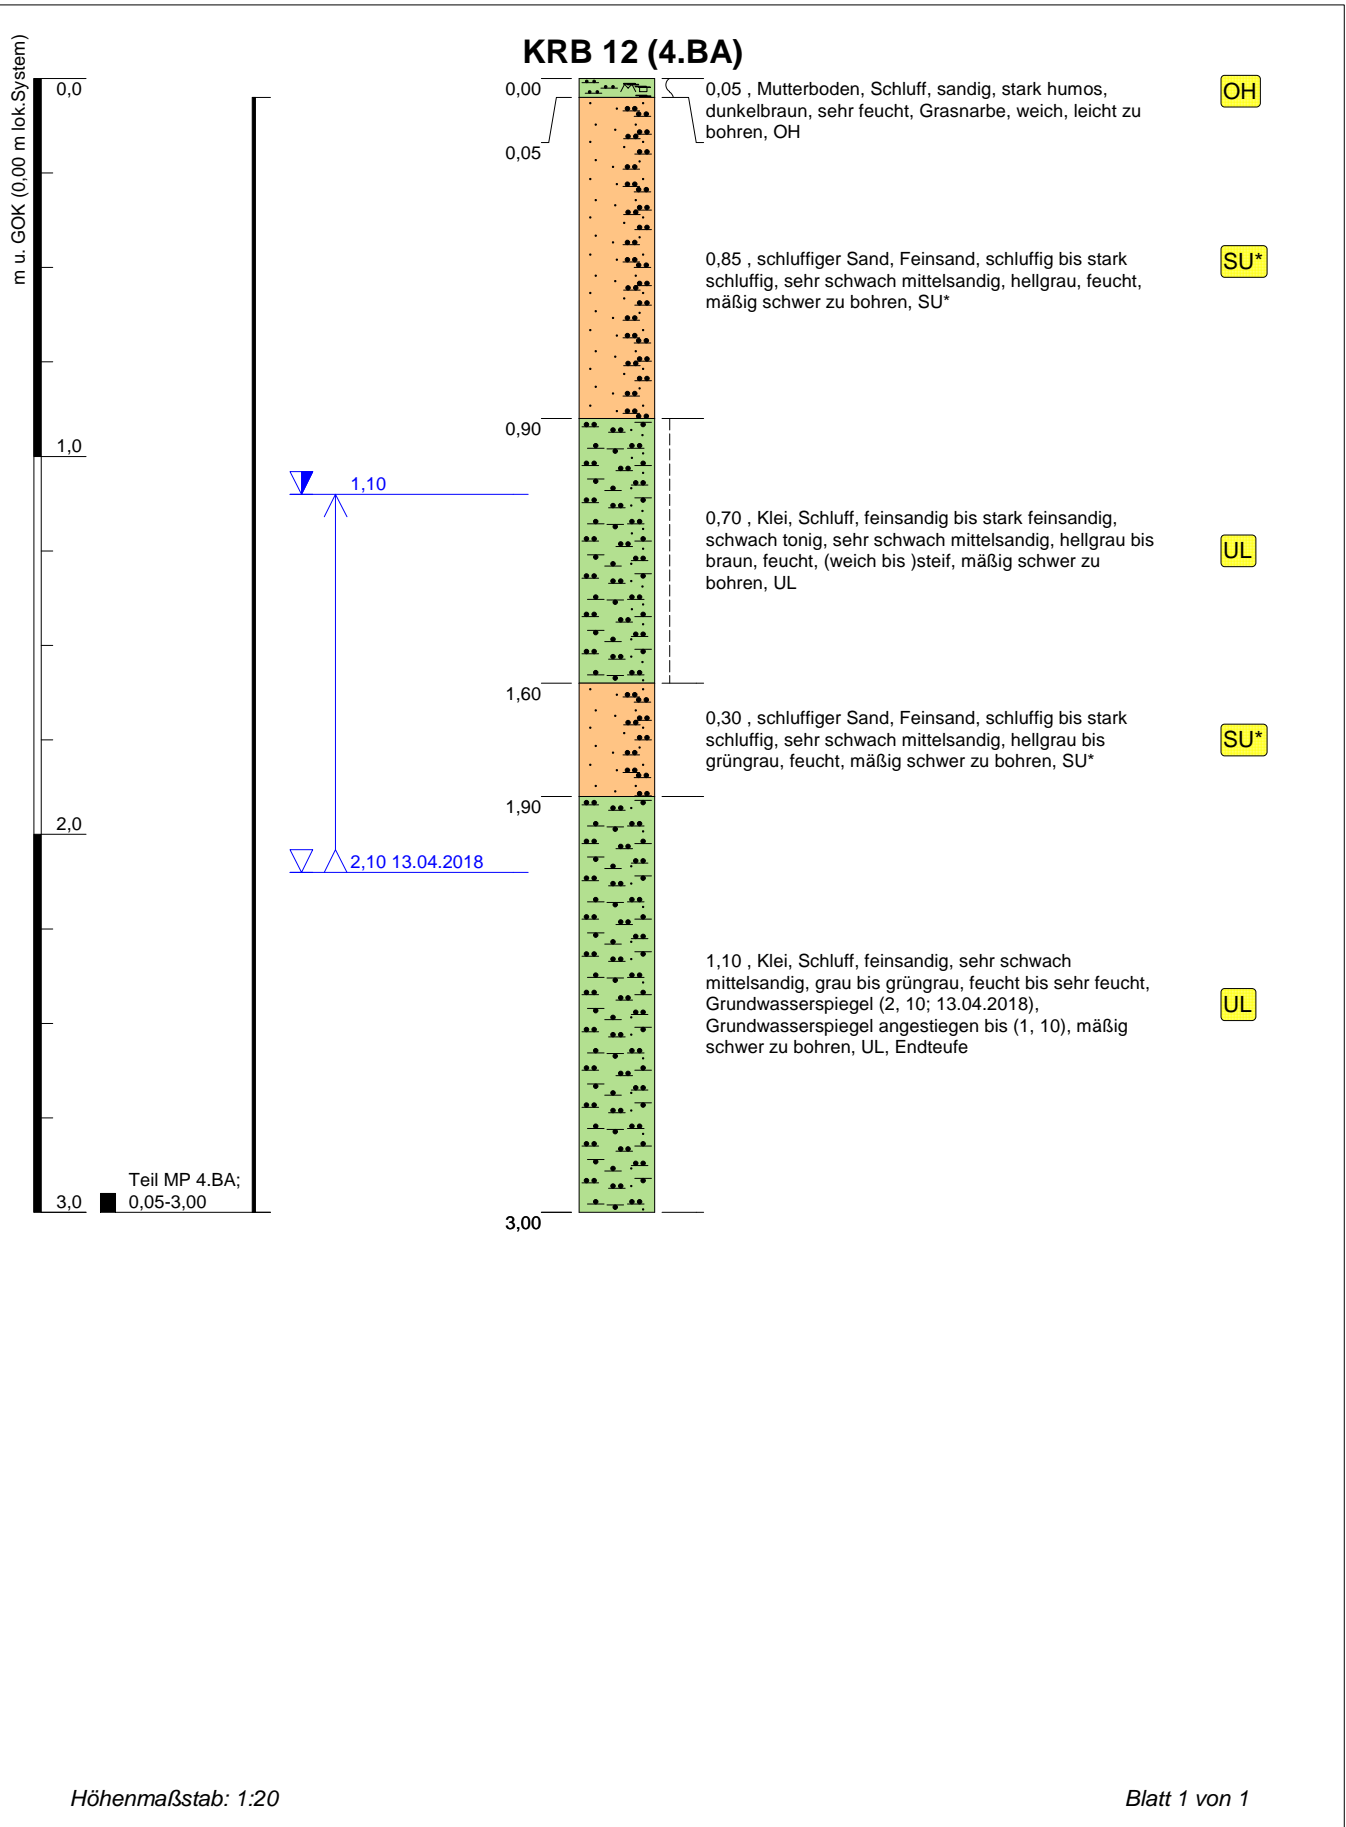 KRB 12 (4.BA)
m u. GOK (0,00 m lok.System)
0,0
0,00
0,05 , Mutterboden, Schluff, sandig, stark humos,
dunkelbraun, sehr feucht, Grasnarbe, weich, leicht zu
bohren, OH
OH
0,05
0,85 , schluffiger Sand, Feinsand, schluffig bis stark
schluffig, sehr schwach mittelsandig, hellgrau, feucht,
mäßig schwer zu bohren, SU*
SU*
0,90
1,0
1,10
0,70 , Klei, Schluff, feinsandig bis stark feinsandig,
schwach tonig, sehr schwach mittelsandig, hellgrau bis
braun, feucht, (weich bis )steif, mäßig schwer zu
bohren, UL
UL
1,60
0,30 , schluffiger Sand, Feinsand, schluffig bis stark
schluffig, sehr schwach mittelsandig, hellgrau bis
grüngrau, feucht, mäßig schwer zu bohren, SU*
SU*
1,90
2,0
2,10 13.04.2018
1,10 , Klei, Schluff, feinsandig, sehr schwach
mittelsandig, grau bis grüngrau, feucht bis sehr feucht,
Grundwasserspiegel (2, 10; 13.04.2018),
Grundwasserspiegel angestiegen bis (1, 10), mäßig
schwer zu bohren, UL, Endteufe
UL
Teil MP 4.BA;
0,05-3,00
3,0
3,00
Höhenmaßstab: 1:20
Blatt 1 von 1